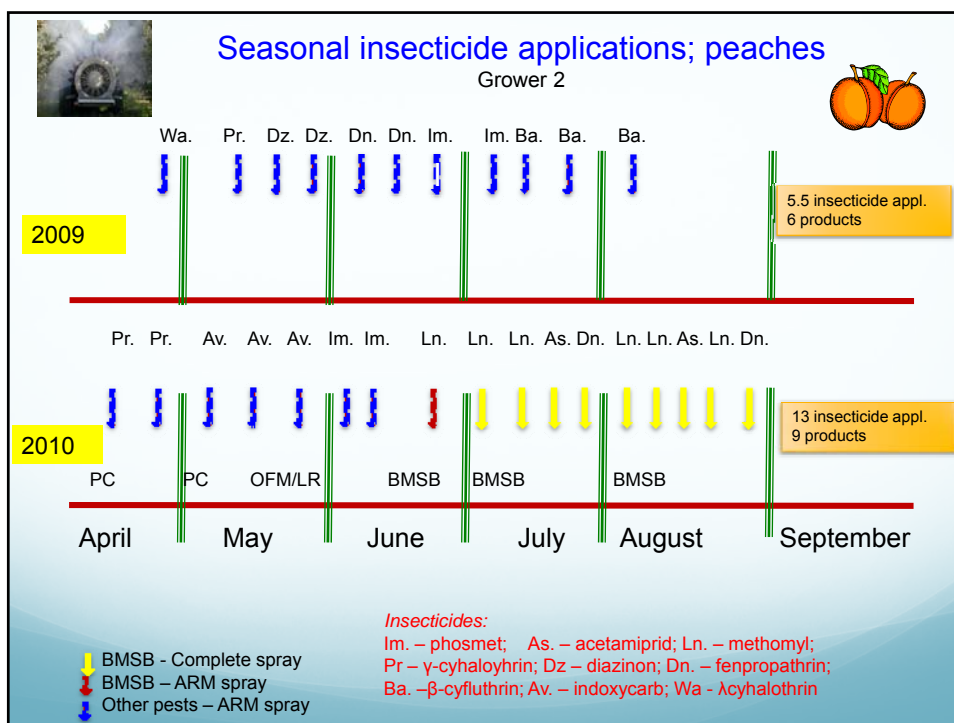 Seasonal insecticide applications; peaches
Grower 2
Wa. Pr. Dz. Dz. Dn. Dn. Im. Im. Ba. Ba. Ba.
5.5 insecticide appl.
6 products
2009
Pr. Pr. Av. Av. Av. Im. Im. Ln. Ln. Ln. As. Dn. Ln. Ln. As. Ln. Dn.
13 insecticide appl.
9 products
2010
PC PC OFM/LR BMSB BMSB BMSB
April May June July August September
Insecticides:
Im. – phosmet; As. – acetamiprid; Ln. – methomyl;
Pr – γ-cyhaloyhrin; Dz – diazinon; Dn. – fenpropathrin;
Ba. –β-cyfluthrin; Av. – indoxycarb; Wa - λcyhalothrin
BMSB - Complete spray
BMSB – ARM spray
Other pests – ARM spray